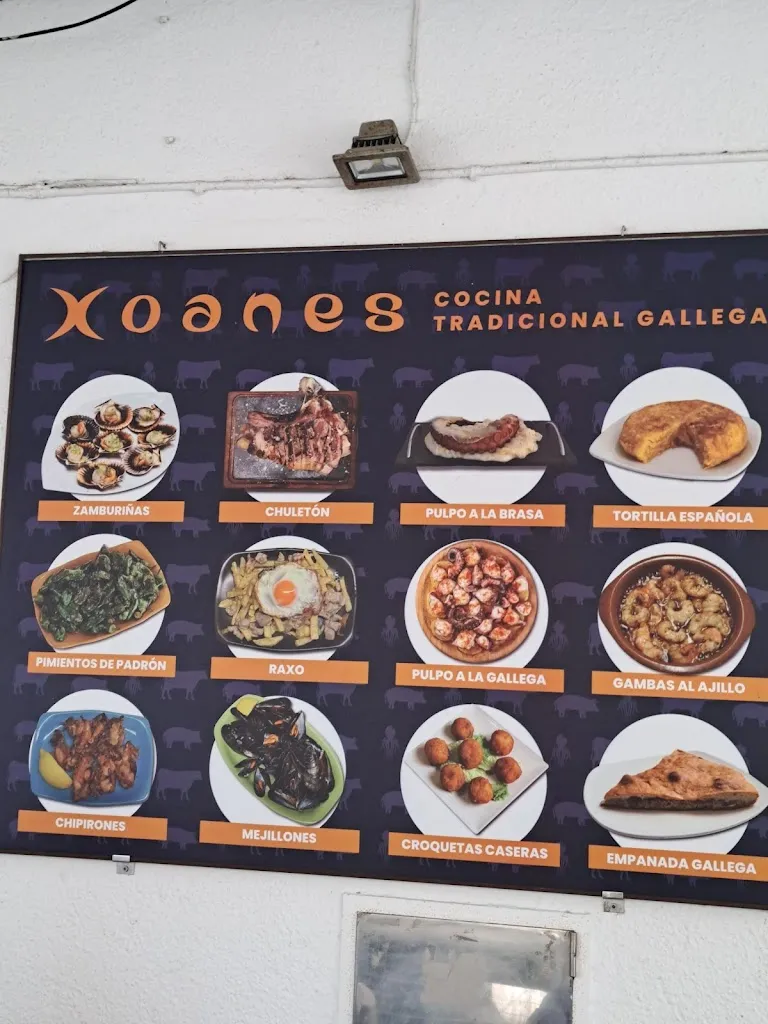 Xoanes
COCINA
TRADICIONAL GALLEGA
ZAMBURIÑAS
CHULETÓN
PULPO A LA BRASA
TORTILLA ESPAÑOLA
PIMIENTOS DE PADRÓN
RAXO
PULPO A LA GALLEGA
GAMBAS AL AJILLO
CHIPIRONES
MEJILLONES
CROQUETAS CASERAS
EMPANADA GALLEGA